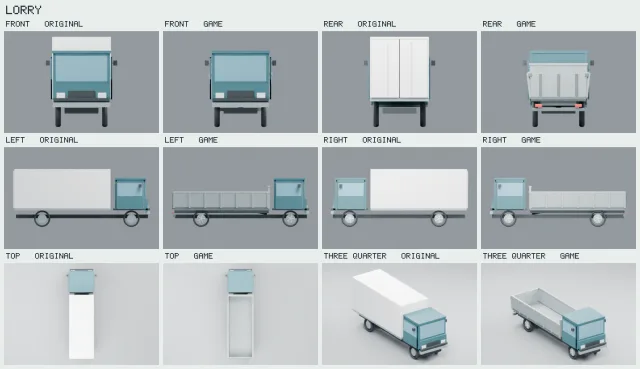 LORRY
FRONT ORIGINAL
FRONT GAME
REAR ORIGINAL
REAR GAME
LEFT ORIGINAL
LEFT GAME
RIGHT ORIGINAL
RIGHT GAME
TOP ORIGINAL
TOP GAME
THREE QUARTER ORIGINAL
THREE QUARTER GAME